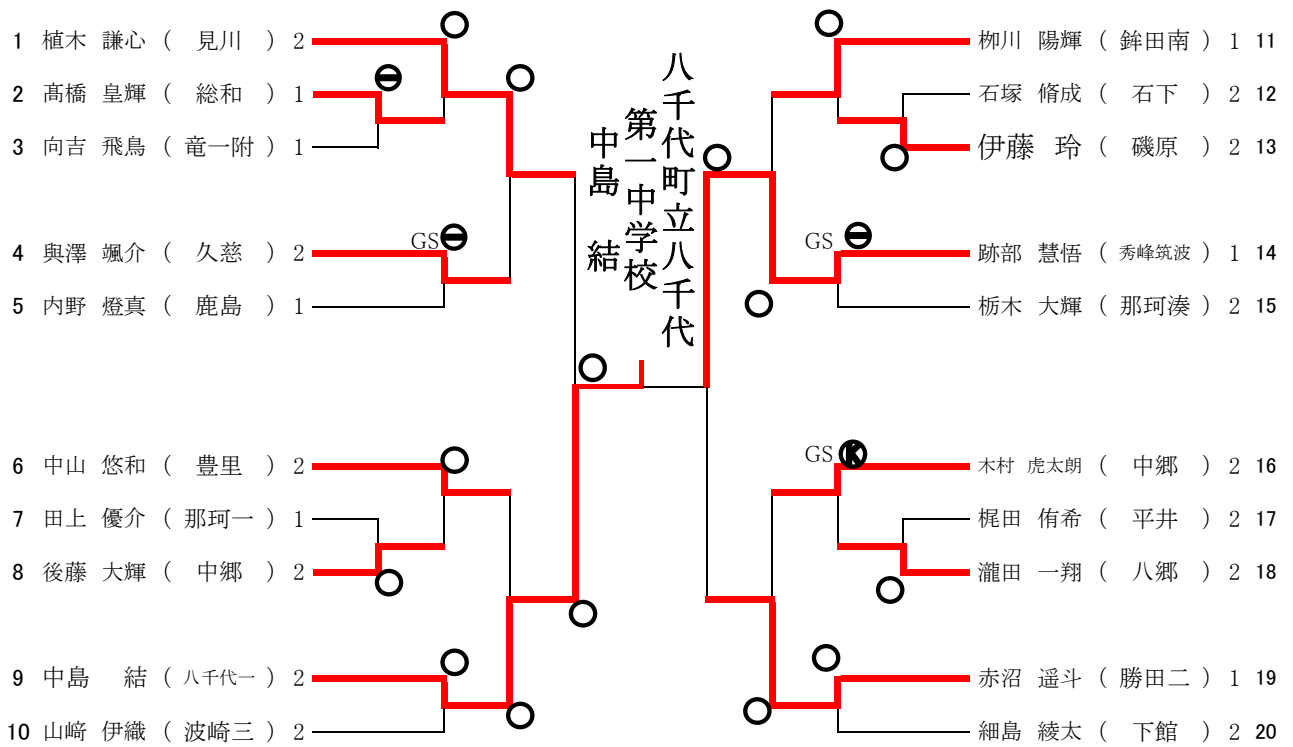 1 植木 謙心 ( 見川 ) 2
2 髙橋 皇輝 ( 総和 ) 1
3 向吉 飛鳥 ( 竜一附 ) 1
GS
4 與澤 颯介 ( 久慈 ) 2
5 内野 燈真 ( 鹿島 ) 1
6 中山 悠和 ( 豊里 ) 2
7 田上 優介 ( 那珂一 ) 1
8 後藤 大輝 ( 中郷 ) 2
9 中島 結 ( 八千代一 ) 2
10 山﨑 伊織 ( 波崎三 ) 2
八千代町立八千代
第一中学校
中島 結
栁川 陽輝 ( 鉾田南 ) 1 11
石塚 脩成 ( 石下 ) 2 12
伊藤 玲 ( 磯原 ) 2 13
GS
跡部 慧悟 ( 秀峰筑波 ) 1 14
栃木 大輝 ( 那珂湊 ) 2 15
GS K
木村 虎太朗 ( 中郷 ) 2 16
梶田 侑希 ( 平井 ) 2 17
瀧田 一翔 ( 八郷 ) 2 18
赤沼 遥斗 ( 勝田二 ) 1 19
細島 綾太 ( 下館 ) 2 20